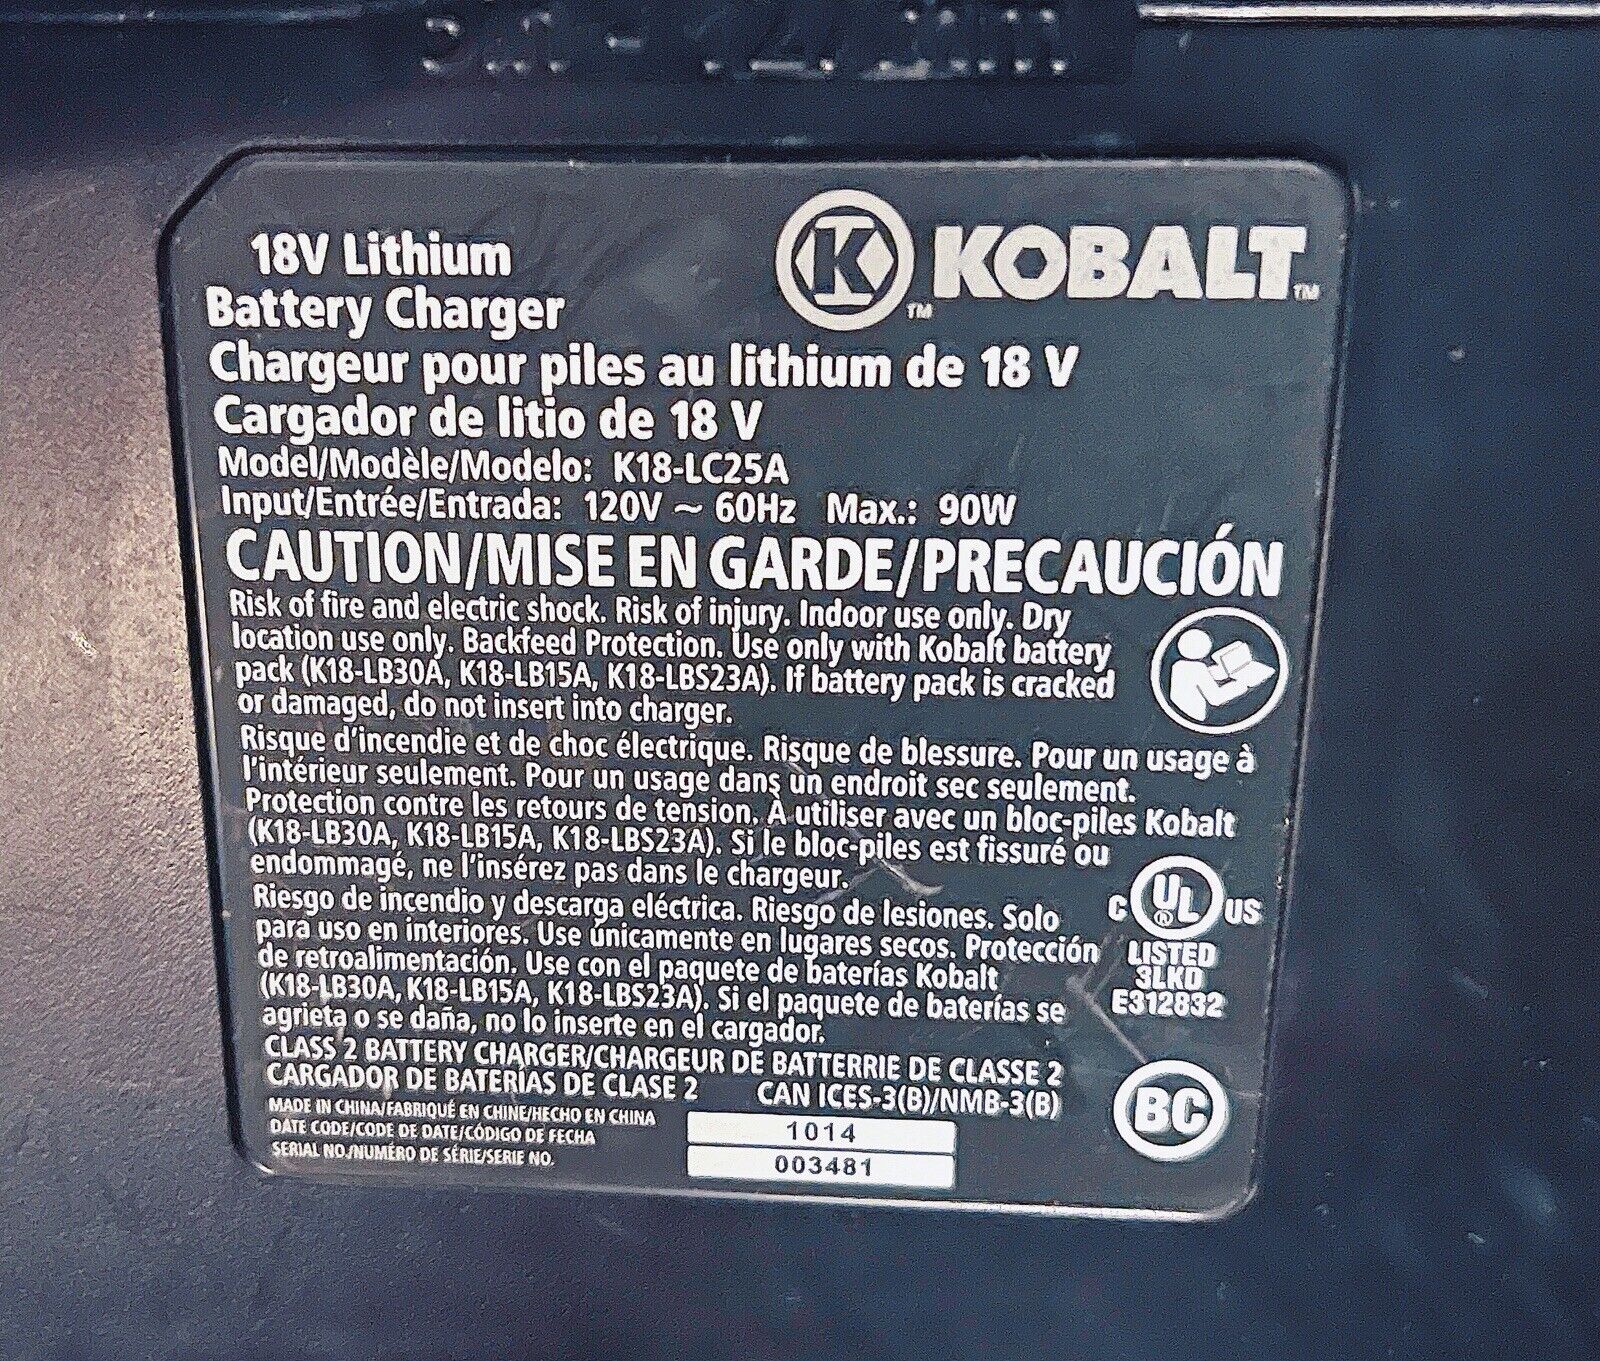 18V Lithium
Battery Charger
K
TM
KOBALT
TM
Chargeur pour piles au lithium de 18 V
Cargador de litio de 18 V
Model/Modèle/Modelo: K18-LC25A
Input/Entrée/Entrada: 120V ~ 60Hz Max.: 90W
CAUTION/MISE EN GARDE/PRECAUCIÓN
Risk of fire and electric shock. Risk of injury. Indoor use only. Dry
location use only. Backfeed Protection. Use only with Kobalt battery
pack (K18-LB30A, K18-LB15A, K18-LBS23A). If battery pack is cracked
or damaged, do not insert into charger.
Risque d'incendie et de choc électrique. Risque de blessure. Pour un usage à
l'intérieur seulement. Pour un usage dans un endroit sec seulement.
Protection contre les retours de tension. À utiliser avec un bloc-piles Kobalt
(K18-LB30A, K18-LB15A, K18-LBS23A). Si le bloc-piles est fissuré ou
endommagé, ne l'insérez pas dans le chargeur.
Riesgo de incendio y descarga eléctrica. Riesgo de lesiones. Solo
para uso en interiores. Use únicamente en lugares secos. Protección
de retroalimentación. Use con el paquete de baterías Kobalt
(K18-LB30A, K18-LB15A, K18-LBS23A). Si el paquete de baterías se
agrieta o se daña, no lo inserte en el cargador.
C UL ® US
LISTED
3LKD
E312832
CLASS 2 BATTERY CHARGER/CHARGEUR DE BATTERRIE DE CLASSE 2
CARGADOR DE BATERÍAS DE CLASE 2 CAN ICES-3(B)/NMB-3(B)
BC
MADE IN CHINA/FABRIQUÉ EN CHINE/HECHO EN CHINA
DATE CODE/CODE DE DATE/CÓDIGO DE FECHA 1014
SERIAL NO./NUMÉRO DE SÉRIE/SERIE NO. 003481